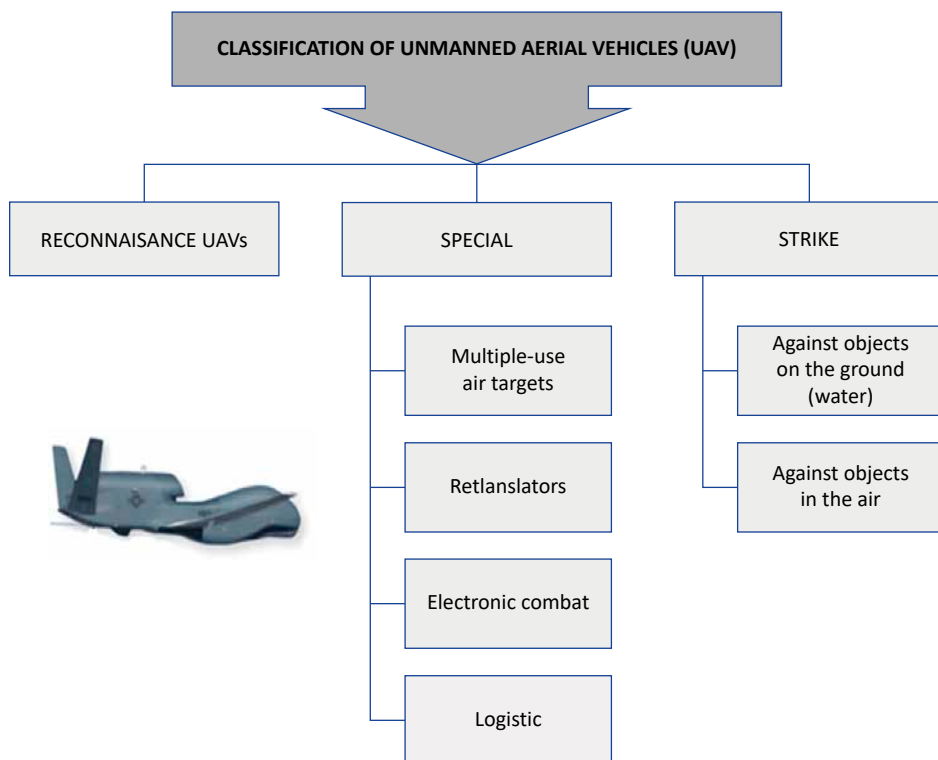 CLASSIFICATION OF UNMANNED AERIAL VEHICLES (UAV)
RECONNAISANCE UAVs
SPECIAL
STRIKE
Multiple-use
air targets
Retlanslators
Electronic combat
Logistic
Against objects
on the ground
(water)
Against objects
in the air